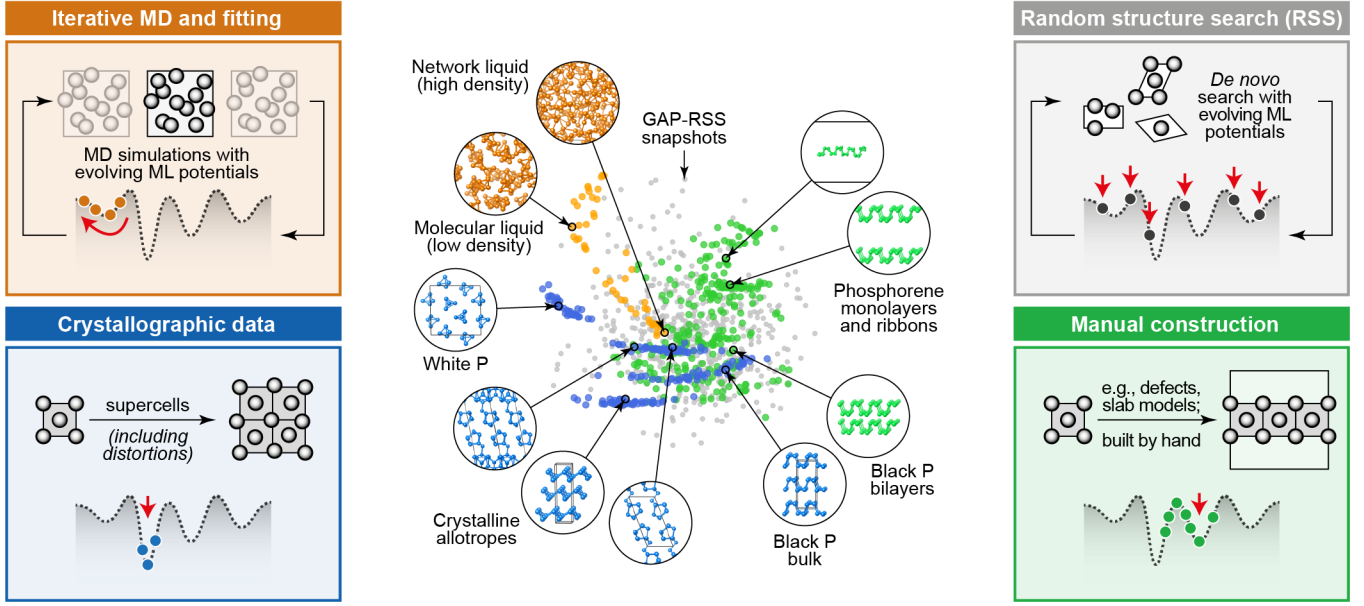 Iterative MD and fitting
MD simulations with
evolving ML potentials
Crystallographic data
supercells
(including
distortions)
Network liquid
(high density)
Molecular liquid
(low density)
White P
Crystalline
allotropes
GAP-RSS
snapshots
Phosphorene
monolayers
and ribbons
Black P
bilayers
Black P
bulk
Random structure search (RSS)
De novo
search with
evolving ML
potentials
Manual construction
e.g., defects,
slab models;
built by hand